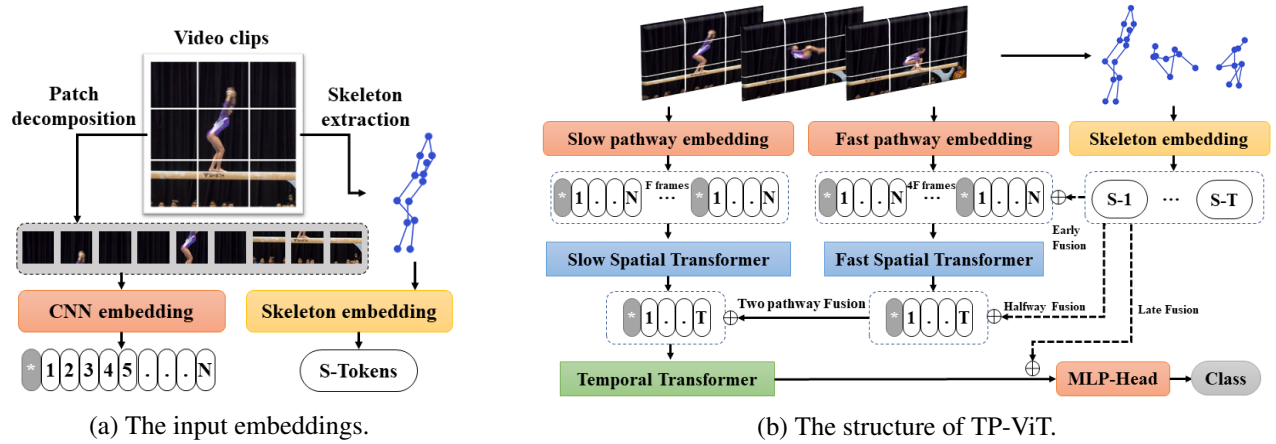 Video clips
Patch
decomposition
Skeleton
extraction
CNN embedding
Skeleton embedding
* 1 2 3 4 5 . . . N
S-Tokens
(a) The input embeddings.
Slow pathway embedding
Fast pathway embedding
Skeleton embedding
* 1 . . N F frames ... * 1 . . N
* 1 . . N 4F frames ... * 1 . . N
S-1 ... S-T
Early
Fusion
Slow Spatial Transformer
Fast Spatial Transformer
* 1 . . T
Two pathway Fusion
* 1 . . T
Halfway Fusion
Late Fusion
Temporal Transformer
MLP-Head
Class
(b) The structure of TP-ViT.